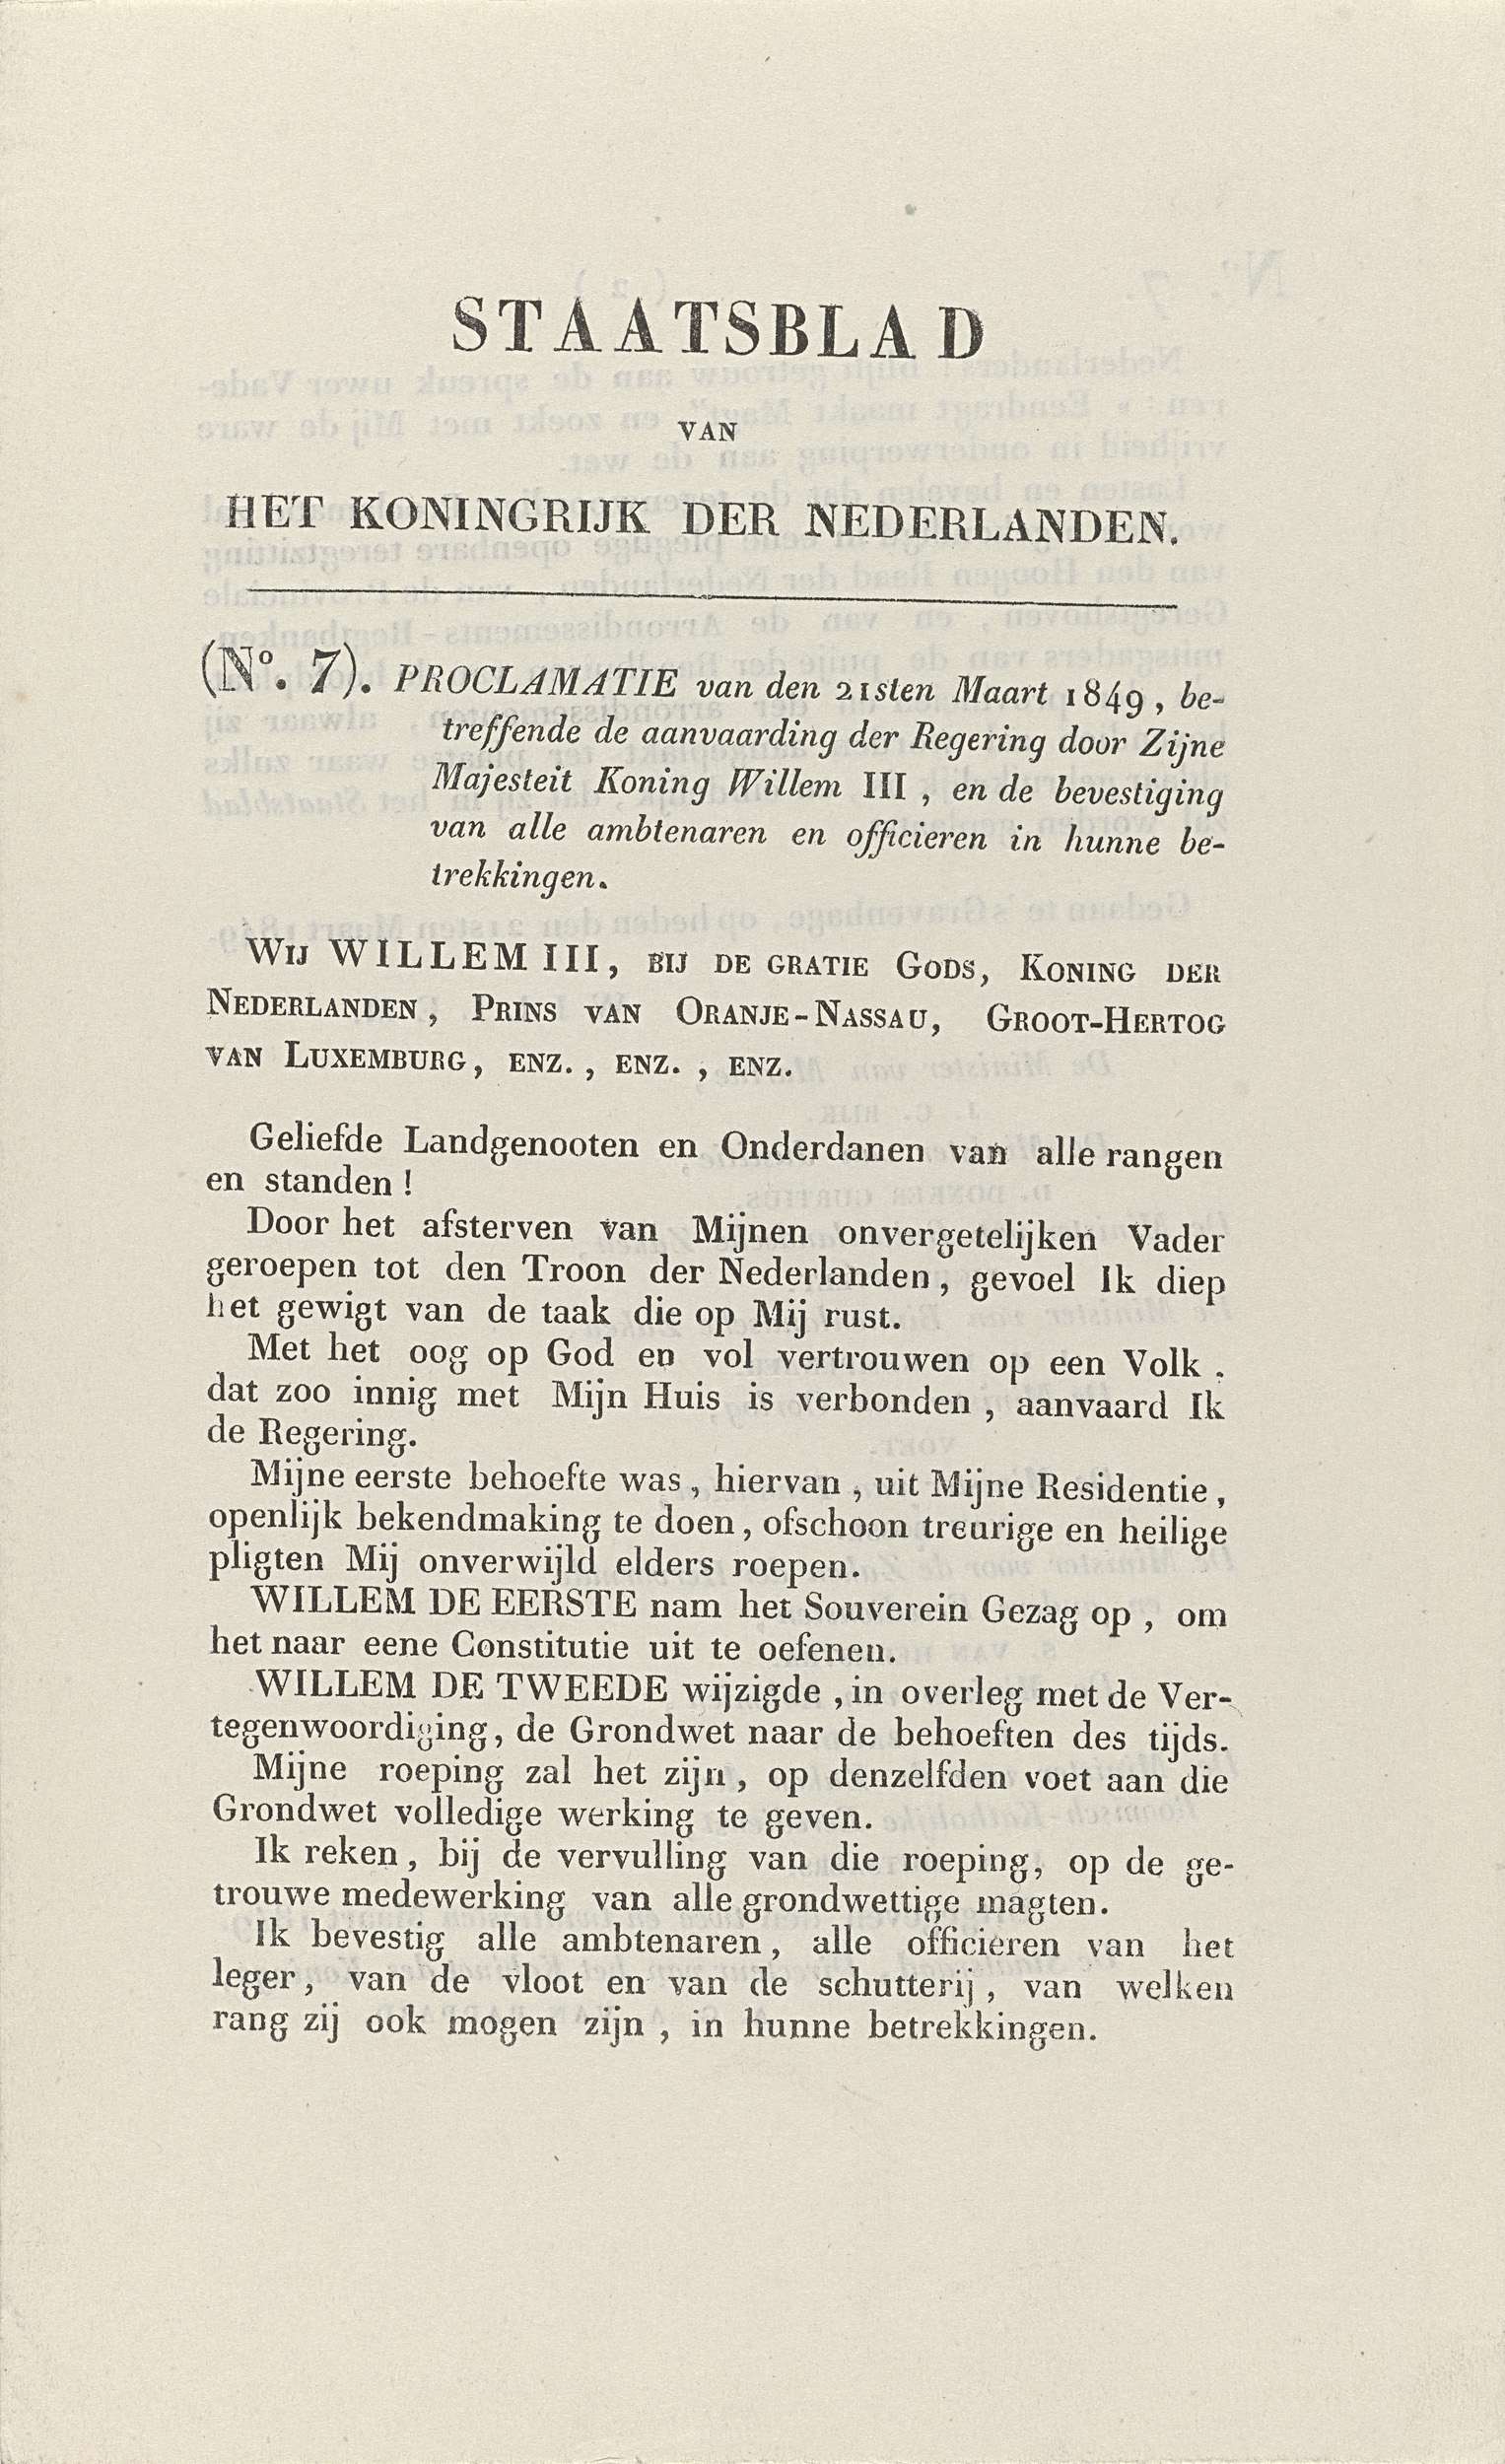 STAATSBLAD
VAN
HET KONINGRIJK DER NEDERLANDEN.
(N°. 7). PROCLAMATIE van den 21sten Maart 1849, be-
treffende de aanvaarding der Regering door Zijne
Majesteit Koning Willem III, en de bevestiging
van alle ambtenaren en officieren in hunne be-
trekkingen.
Wij WILLEM III, bij de gratie Gods, Koning der
Nederlanden, Prins van Oranje-Nassau, Groot-Hertog
van Luxemburg, enz., enz., enz.
Geliefde Landgenooten en Onderdanen van alle rangen
en standen!
Door het afsterven van Mijnen onvergetelijken Vader
geroepen tot den Troon der Nederlanden, gevoel Ik diep
het gewigt van de taak die op Mij rust.
Met het oog op God en vol vertrouwen op een Volk,
dat zoo innig met Mijn Huis is verbonden, aanvaard Ik
de Regering.
Mijne eerste behoefte was, hiervan, uit Mijne Residentie,
openlijk bekendmaking te doen, ofschoon treurige en heilige
pligten Mij onverwijld elders roepen.
WILLEM DE EERSTE nam het Souverein Gezag op, om
het naar eene Constitutie uit te oefenen.
WILLEM DE TWEEDE wijzigde, in overleg met de Ver-
tegenwoordiging, de Grondwet naar de behoeften des tijds.
Mijne roeping zal het zijn, op denzelfden voet aan die
Grondwet volledige werking te geven.
Ik reken, bij de vervulling van die roeping, op de ge-
trouwe medewerking van alle grondwettige magten.
Ik bevestig alle ambtenaren, alle officieren van het
leger, van de vloot en van de schutterij, van welken
rang zij ook mogen zijn, in hunne betrekkingen.